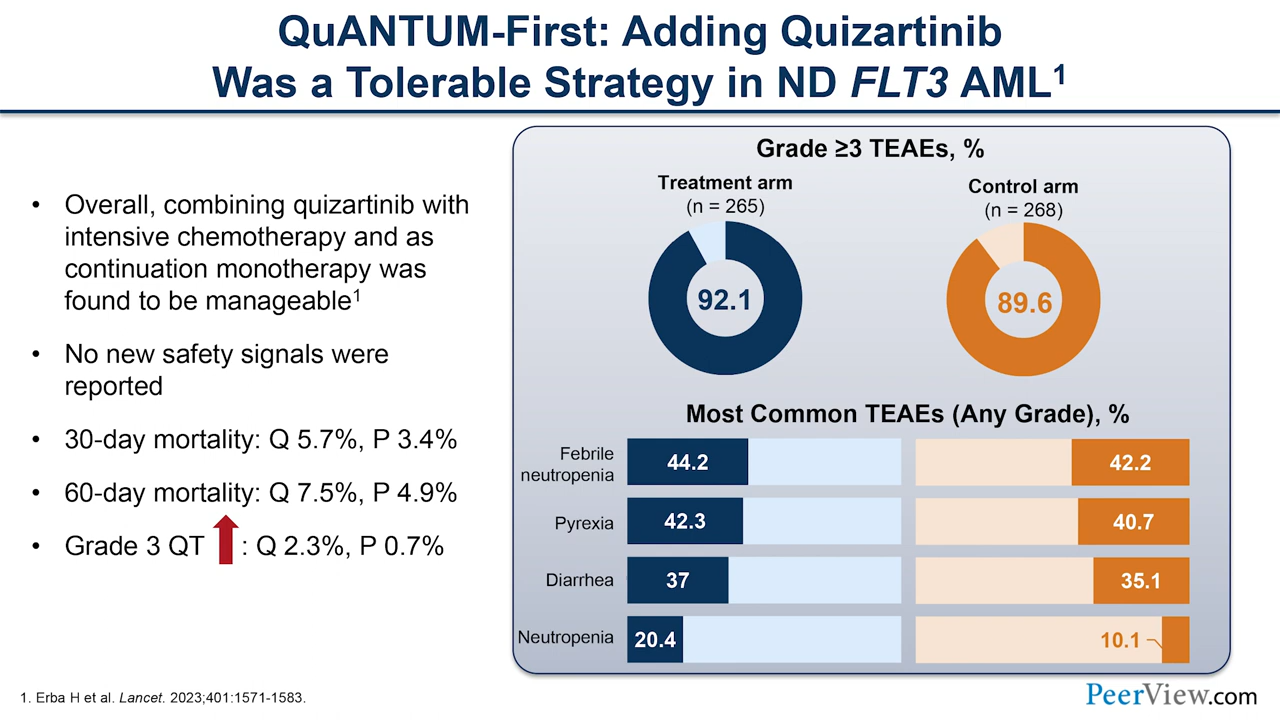 QuANTUM-First: Adding Quizartinib
Was a Tolerable Strategy in ND FLT3 AML1
• Overall, combining quizartinib with
intensive chemotherapy and as
continuation monotherapy was
found to be manageable1
• No new safety signals were
reported
• 30-day mortality: Q 5.7%, P 3.4%
• 60-day mortality: Q 7.5%, P 4.9%
• Grade 3 QT : Q 2.3%, P 0.7%
Grade ≥3 TEAEs, %
Treatment arm
(n = 265)
92.1
Control arm
(n = 268)
89.6
Most Common TEAEs (Any Grade), %
Febrile
neutropenia
44.2
42.2
Pyrexia
42.3
40.7
Diarrhea
37
35.1
Neutropenia
20.4
10.1
1. Erba H et al. Lancet. 2023;401:1571-1583.
PeerView.com